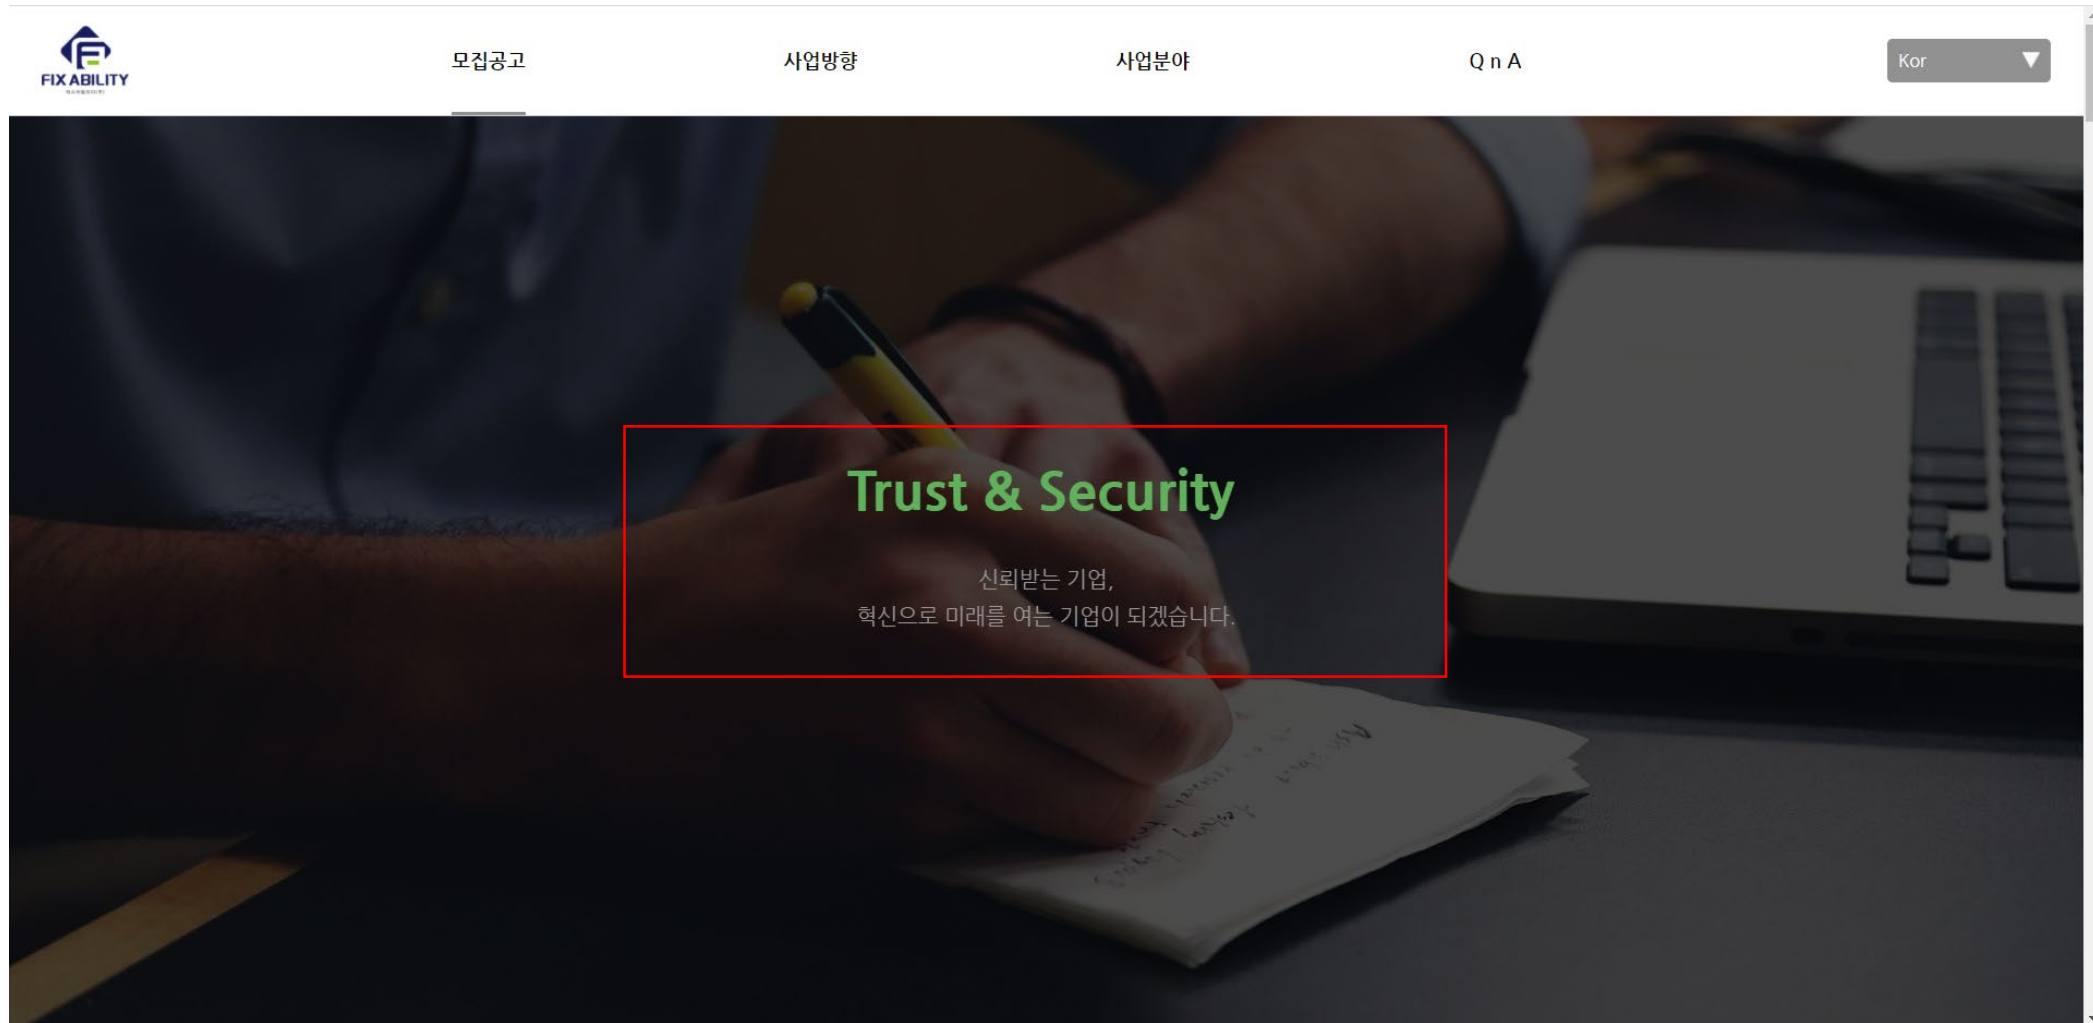 FIX ABILITY
모집공고
사업방향
사업분야
Q n A
Kor
Trust & Security
신뢰받는 기업,
혁신으로 미래를 여는 기업이 되겠습니다.